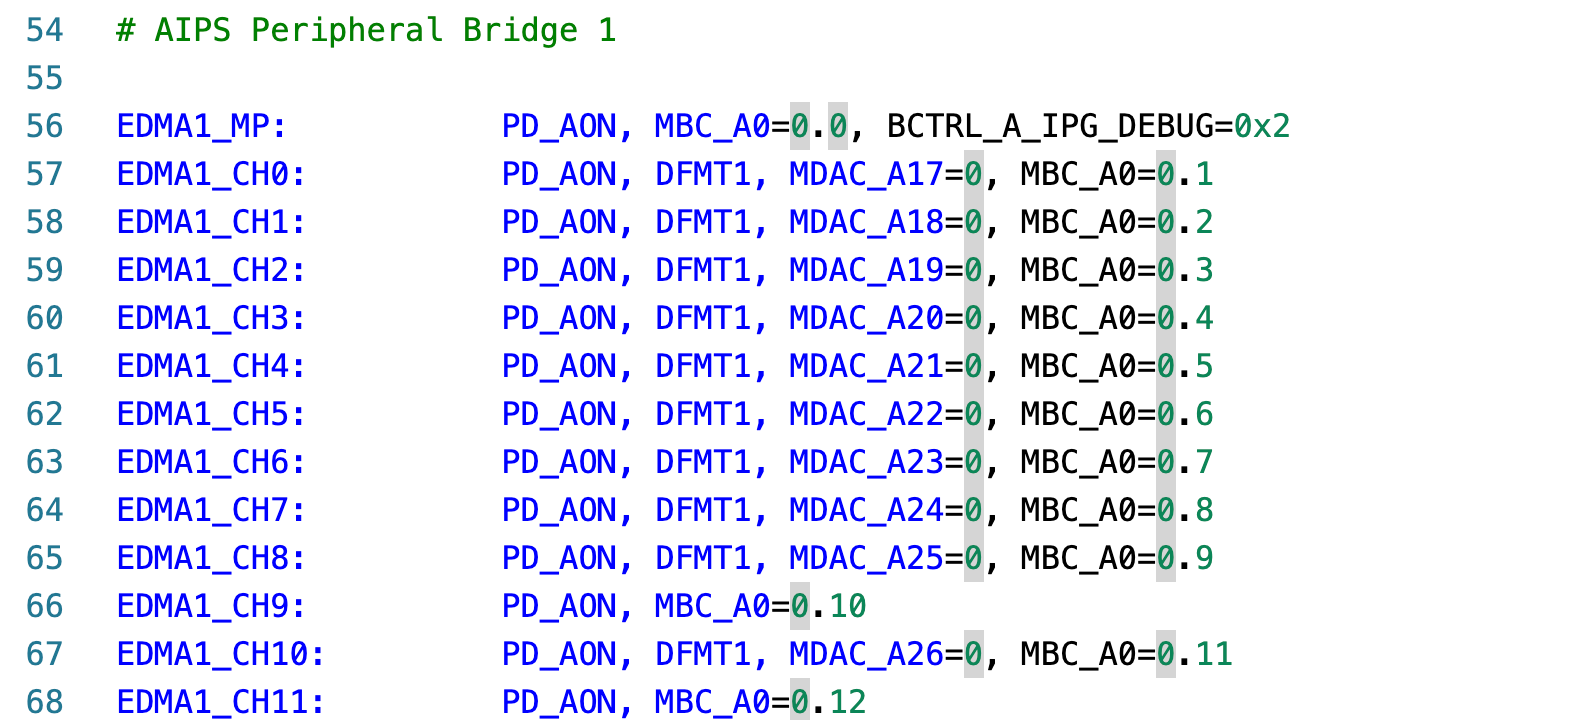 54 # AIPS Peripheral Bridge 1
55
56 EDMA1_MP: PD_AON, MBC_A0=0.0, BCTRL_A_IPG_DEBUG=0x2
57 EDMA1_CH0: PD_AON, DFMT1, MDAC_A17=0, MBC_A0=0.1
58 EDMA1_CH1: PD_AON, DFMT1, MDAC_A18=0, MBC_A0=0.2
59 EDMA1_CH2: PD_AON, DFMT1, MDAC_A19=0, MBC_A0=0.3
60 EDMA1_CH3: PD_AON, DFMT1, MDAC_A20=0, MBC_A0=0.4
61 EDMA1_CH4: PD_AON, DFMT1, MDAC_A21=0, MBC_A0=0.5
62 EDMA1_CH5: PD_AON, DFMT1, MDAC_A22=0, MBC_A0=0.6
63 EDMA1_CH6: PD_AON, DFMT1, MDAC_A23=0, MBC_A0=0.7
64 EDMA1_CH7: PD_AON, DFMT1, MDAC_A24=0, MBC_A0=0.8
65 EDMA1_CH8: PD_AON, DFMT1, MDAC_A25=0, MBC_A0=0.9
66 EDMA1_CH9: PD_AON, MBC_A0=0.10
67 EDMA1_CH10: PD_AON, DFMT1, MDAC_A26=0, MBC_A0=0.11
68 EDMA1_CH11: PD_AON, MBC_A0=0.12